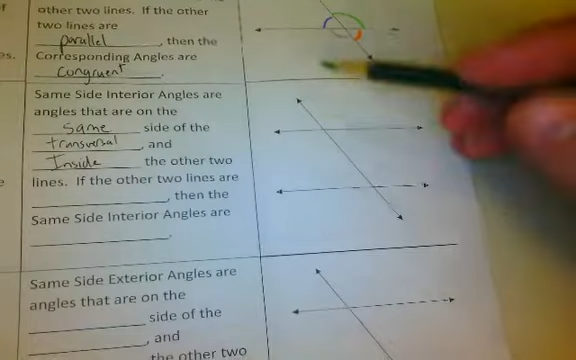 other two lines. If the other
two lines are
parallel, then the
Corresponding Angles are
congruent.
Same Side Interior Angles are
angles that are on the
Same side of the
transversal, and
Inside the other two
lines. If the other two lines are
, then the
Same Side Interior Angles are
.
Same Side Exterior Angles are
angles that are on the
side of the
, and
the other two